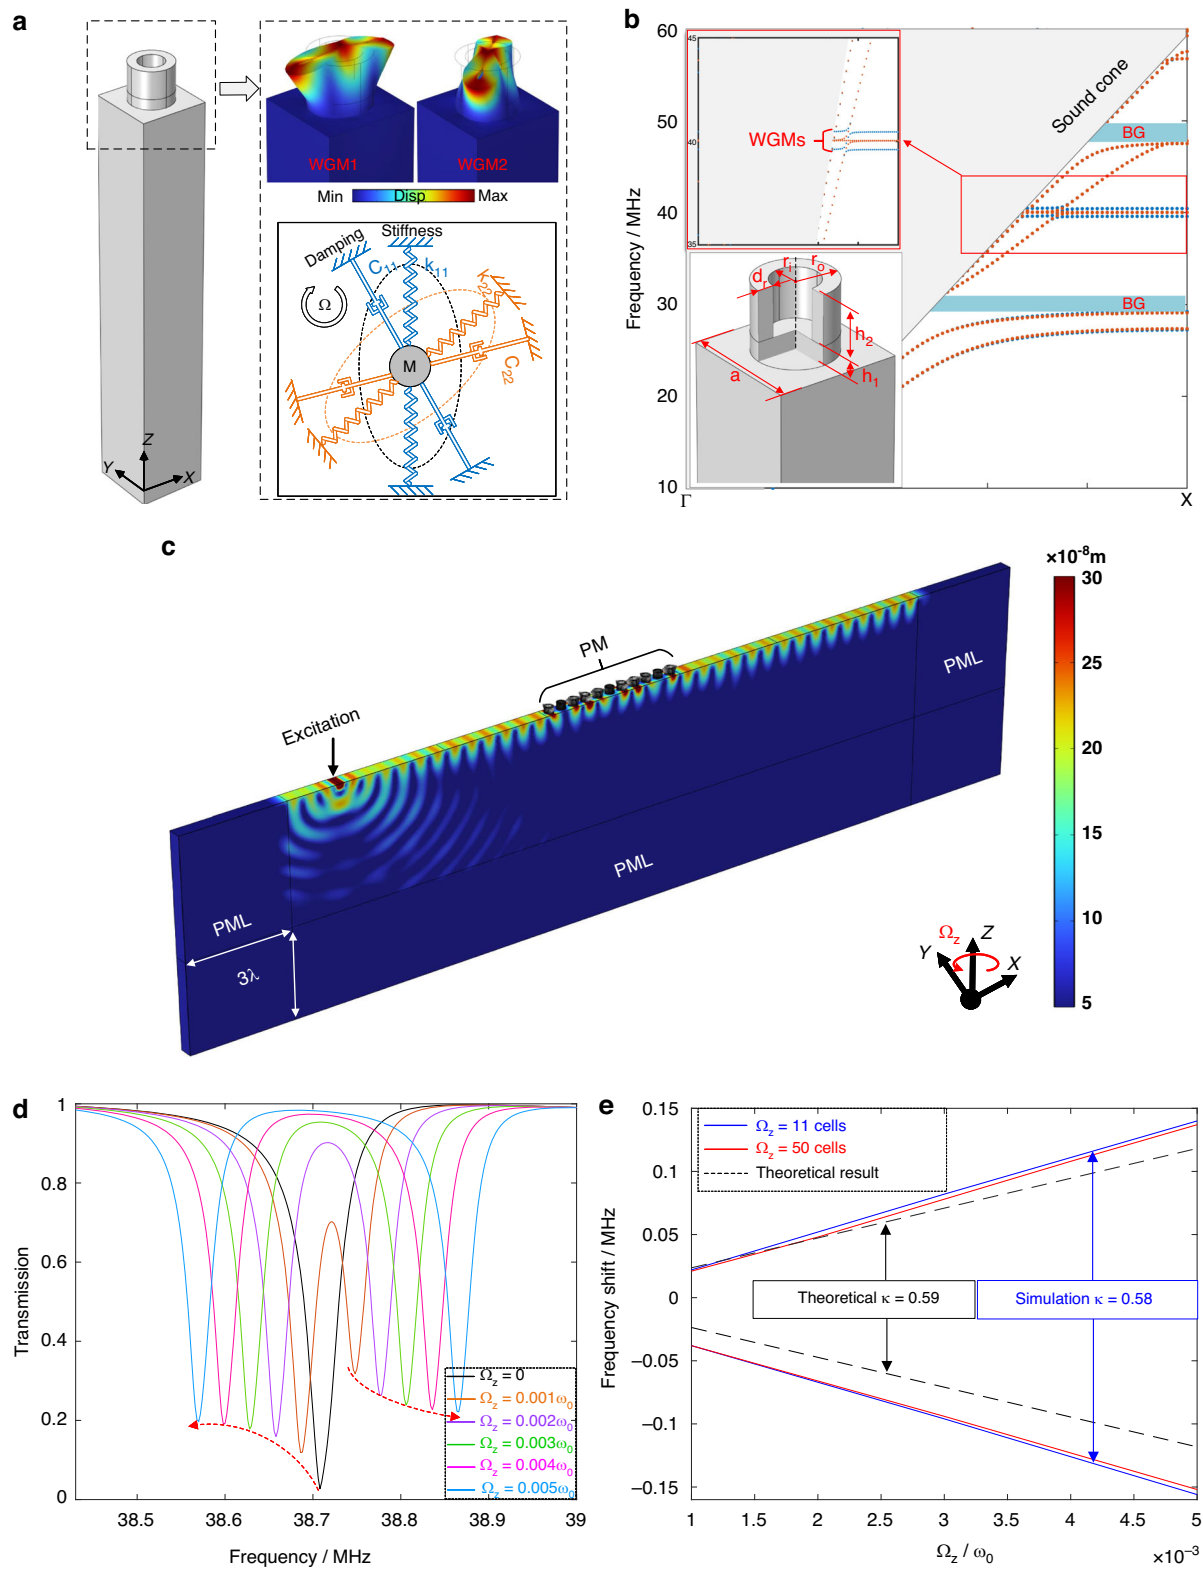 a
WGM1
WGM2
Min
Disp
Max
Damping
Stiffness
C11
k11
k22
C22
Ω
M
Z
Y
X
b
60
50
40
30
20
10
Frequency / MHz
Γ
X
45
40
35
WGMs
Sound cone
BG
BG
dr
ri
ro
h2
h1
a
c
×10-8m
30
20
15
10
5
PM
Excitation
PML
PML
PML
3λ
Ωz
Z
Y
X
d
1
0.8
0.6
0.4
0.2
0
Transmission
38.5
38.6
38.7
38.8
38.9
39
Frequency / MHz
Ωz = 0
Ωz = 0.001ω0
Ωz = 0.002ω0
Ωz = 0.003ω0
Ωz = 0.004ω0
Ωz = 0.005ω0
e
0.15
0.1
0.05
0
−0.05
−0.1
−0.15
Frequency shift / MHz
Ωz = 11 cells
Ωz = 50 cells
Theoretical result
Theoretical κ = 0.59
Simulation κ = 0.58
1
1.5
2
2.5
3
3.5
4
4.5
5
×10−3
Ωz / ω0